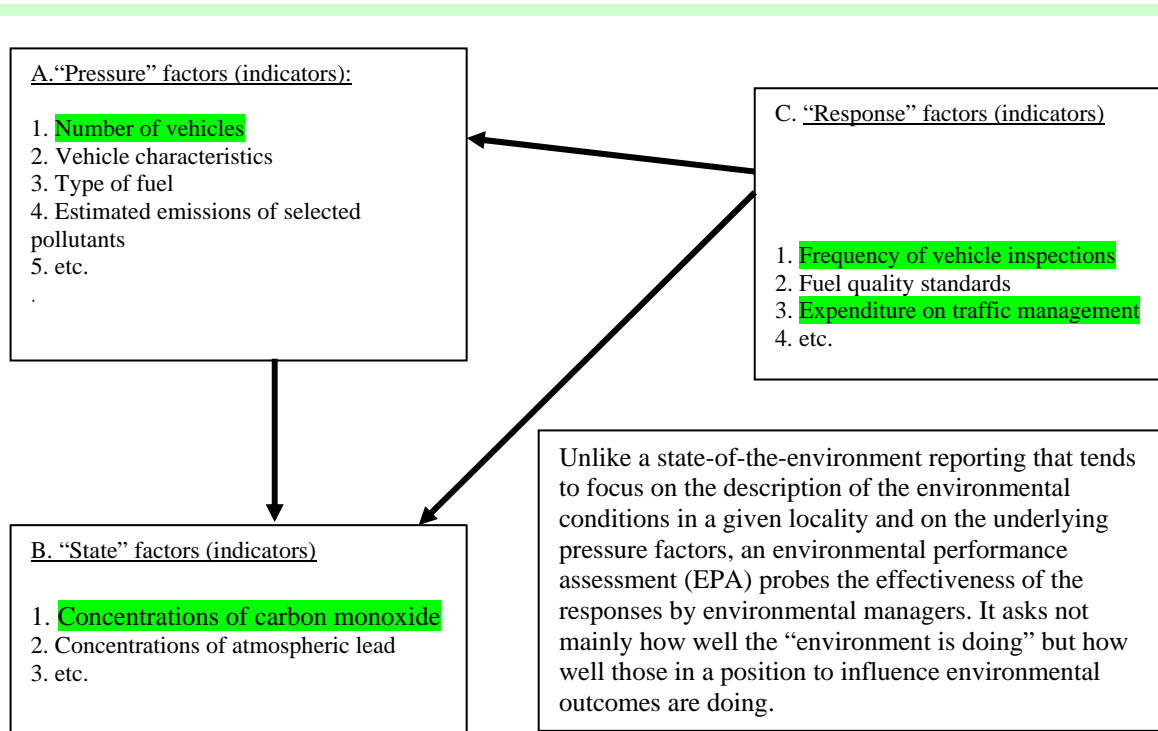 A.“Pressure” factors (indicators):
1. Number of vehicles
2. Vehicle characteristics
3. Type of fuel
4. Estimated emissions of selected
pollutants
5. etc.
.
C. “Response” factors (indicators)
1. Frequency of vehicle inspections
2. Fuel quality standards
3. Expenditure on traffic management
4. etc.
B. “State” factors (indicators)
1. Concentrations of carbon monoxide
2. Concentrations of atmospheric lead
3. etc.
Unlike a state-of-the-environment reporting that tends
to focus on the description of the environmental
conditions in a given locality and on the underlying
pressure factors, an environmental performance
assessment (EPA) probes the effectiveness of the
responses by environmental managers. It asks not
mainly how well the “environment is doing” but how
well those in a position to influence environmental
outcomes are doing.